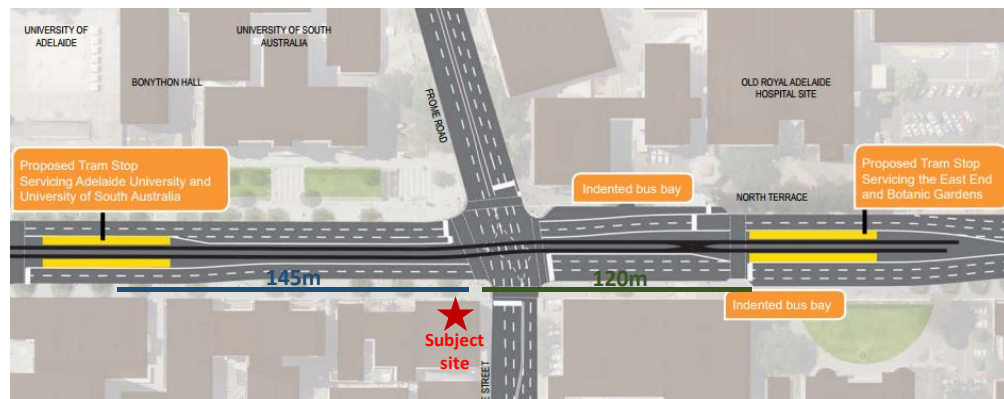 UNIVERSITY OF
ADELAIDE
UNIVERSITY OF SOUTH
AUSTRALIA
BONYTHON HALL
FROME ROAD
OLD ROYAL ADELAIDE
HOSPITAL SITE
Proposed Tram Stop
Servicing Adelaide University and
University of South Australia
Indented bus bay
NORTH TERRACE
Proposed Tram Stop
Servicing the East End
and Botanic Gardens
145m
120m
Indented bus bay
Subject
site
E STREET